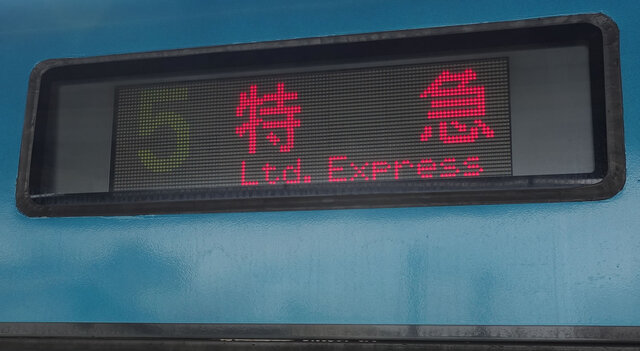 5 特急
Ltd. Express